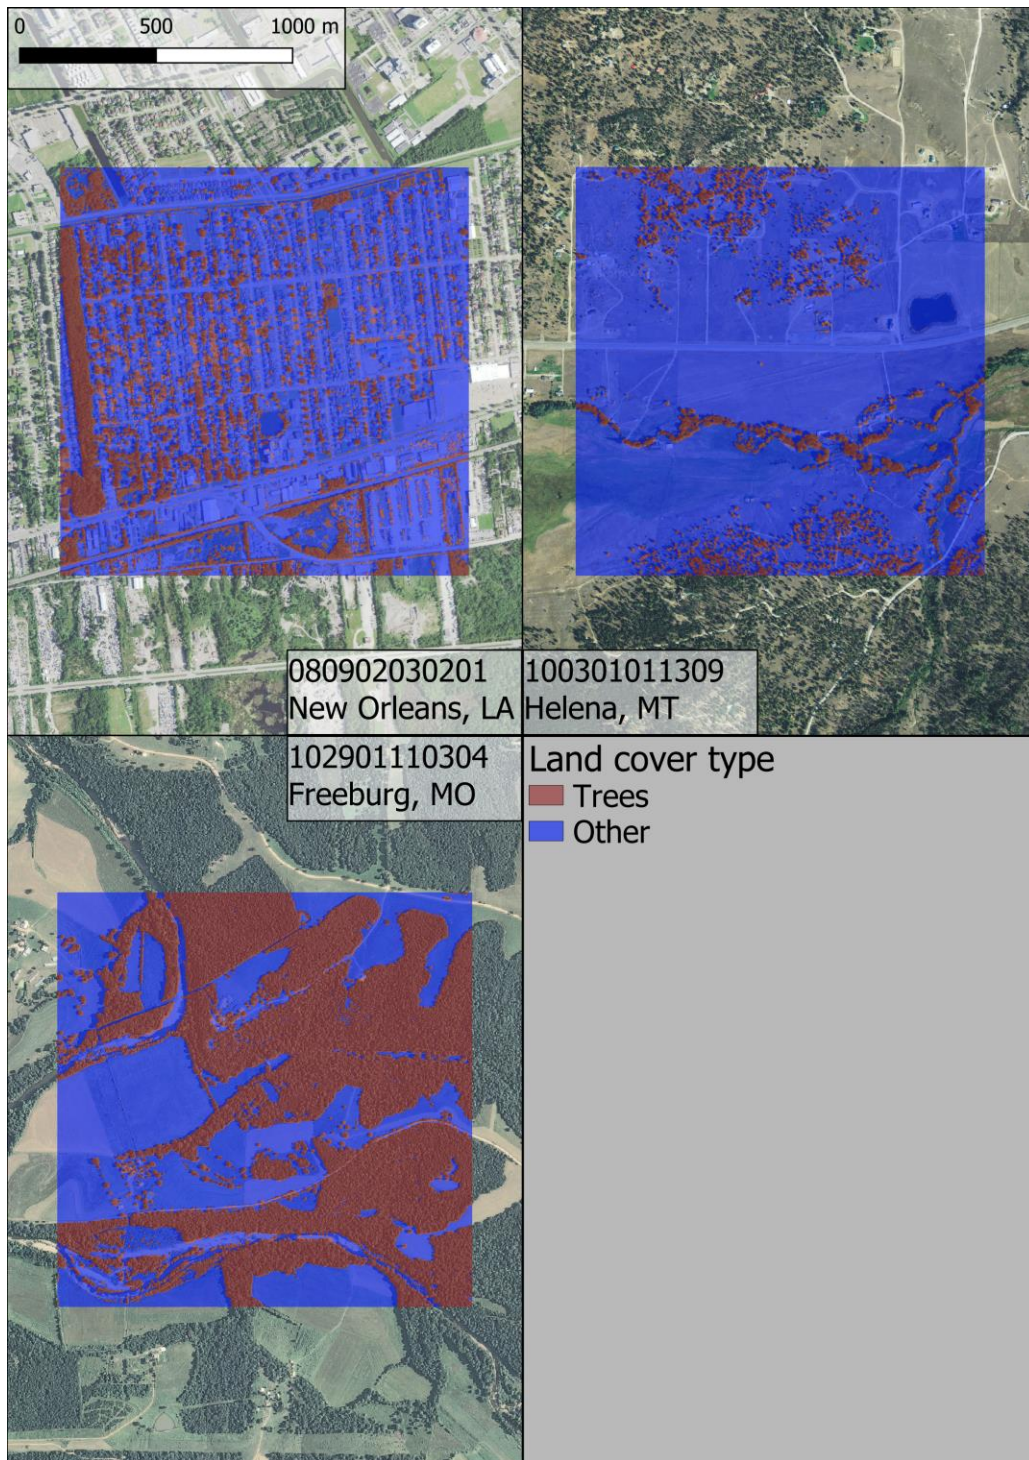 0 500 1000 m
080902030201
New Orleans, LA
100301011309
Helena, MT
102901110304
Freeburg, MO
Land cover type
Trees
Other